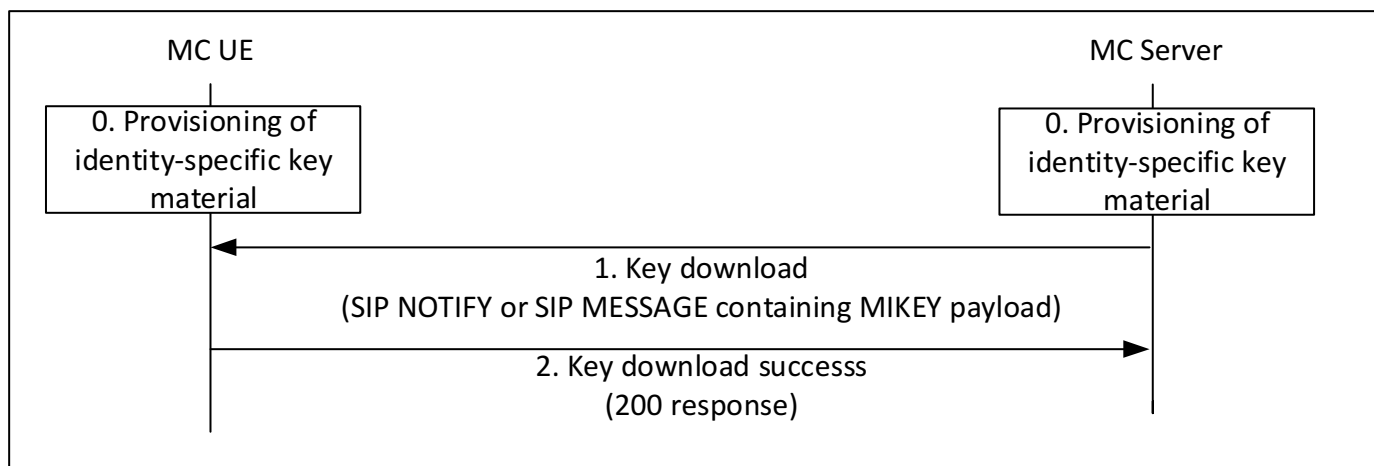 MC UE
MC Server
0. Provisioning of
identity-specific key
material
0. Provisioning of
identity-specific key
material
1. Key download
(SIP NOTIFY or SIP MESSAGE containing MIKEY payload)
2. Key download successs
(200 response)